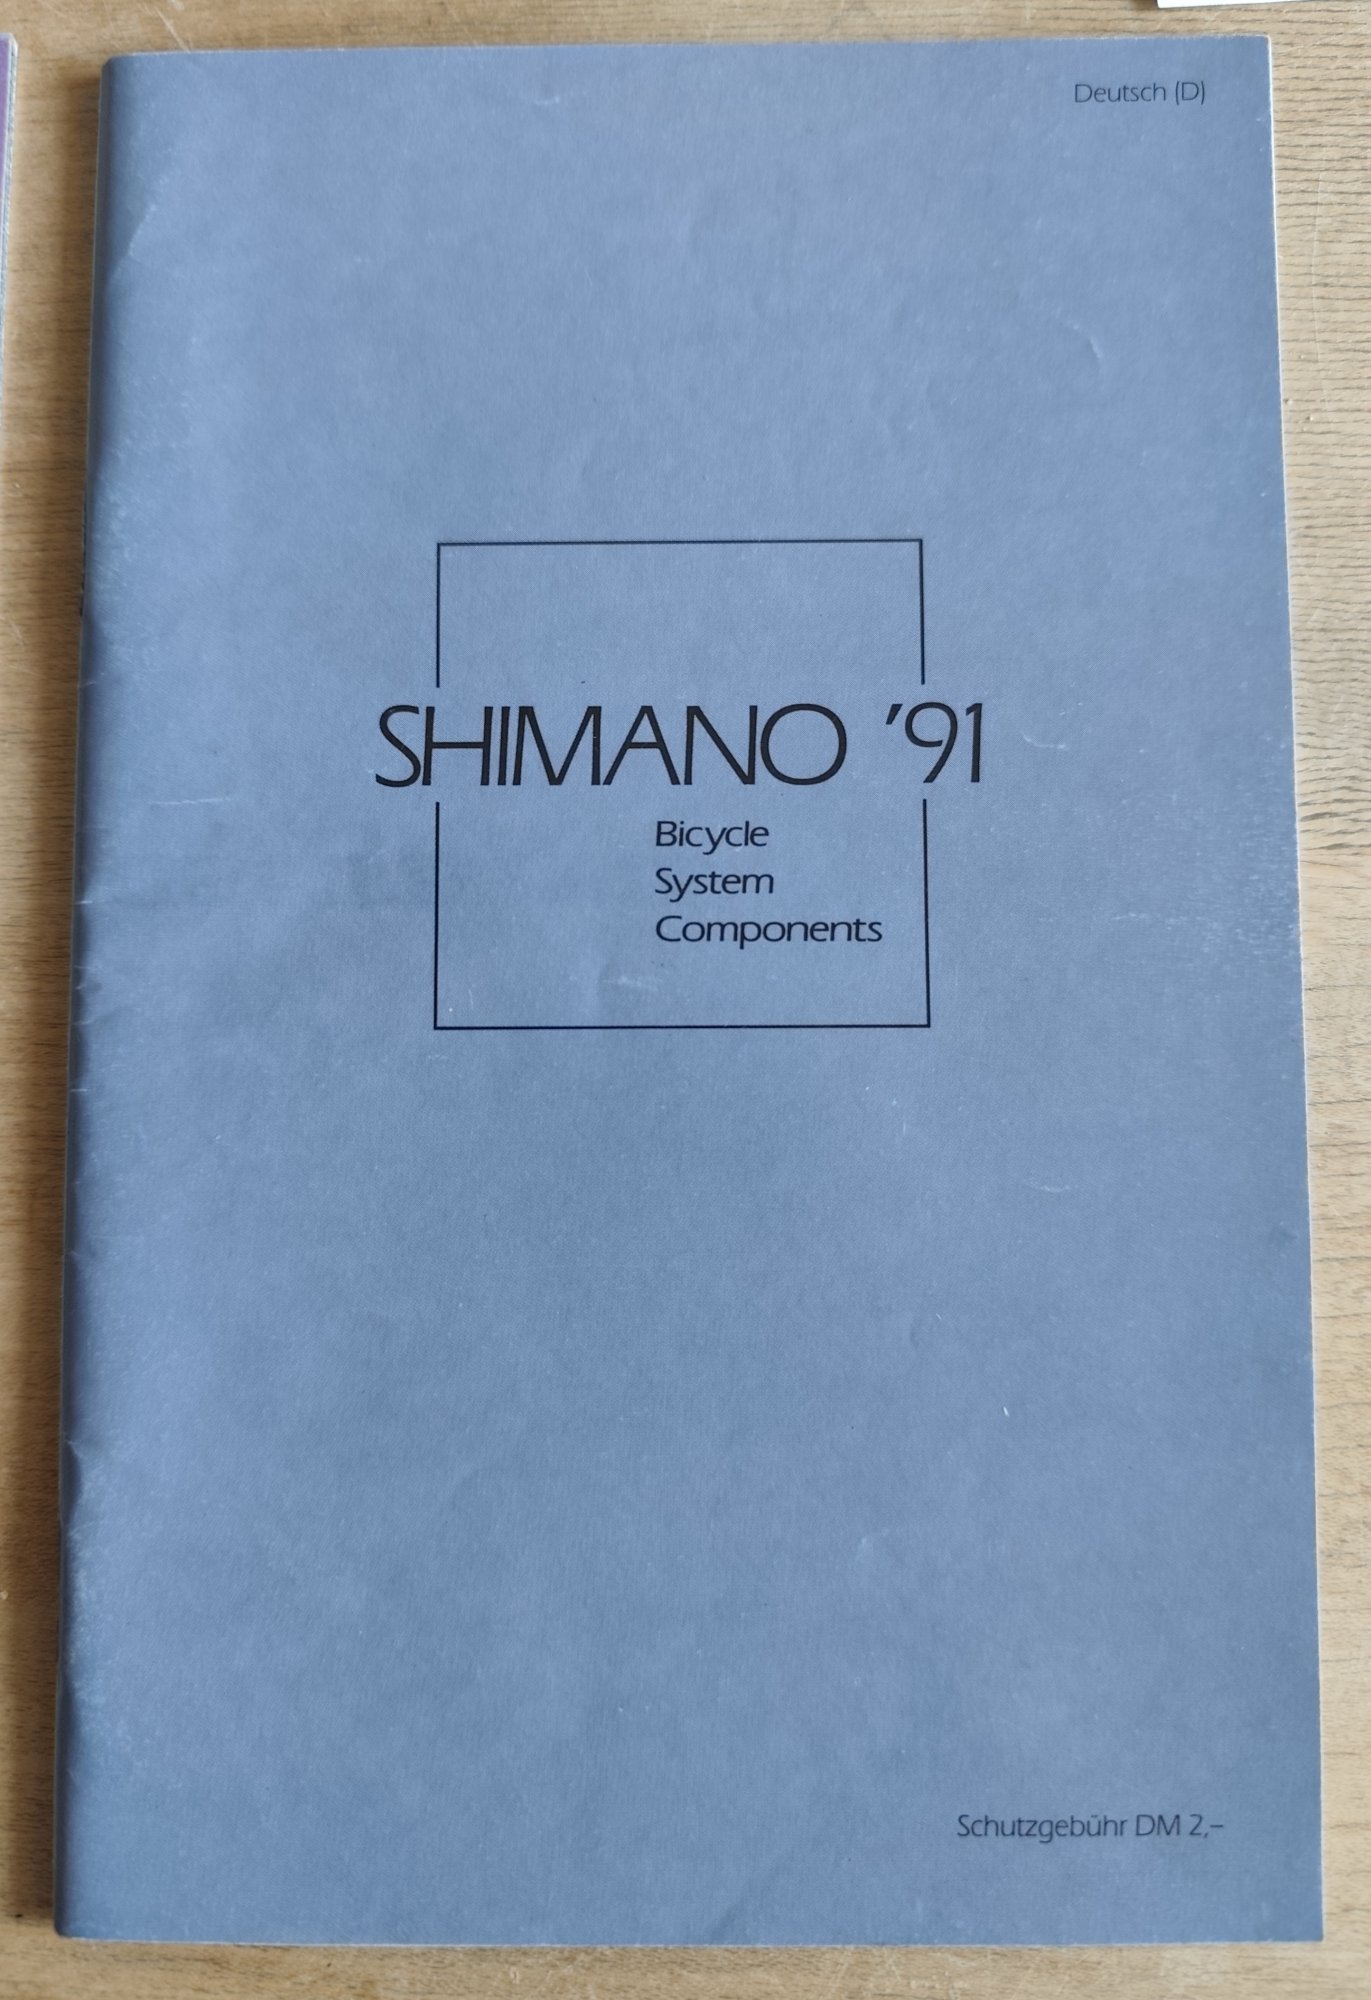 Deutsch (D)
SHIMANO '91
Bicycle
System
Components
Schutzgebühr DM 2,–